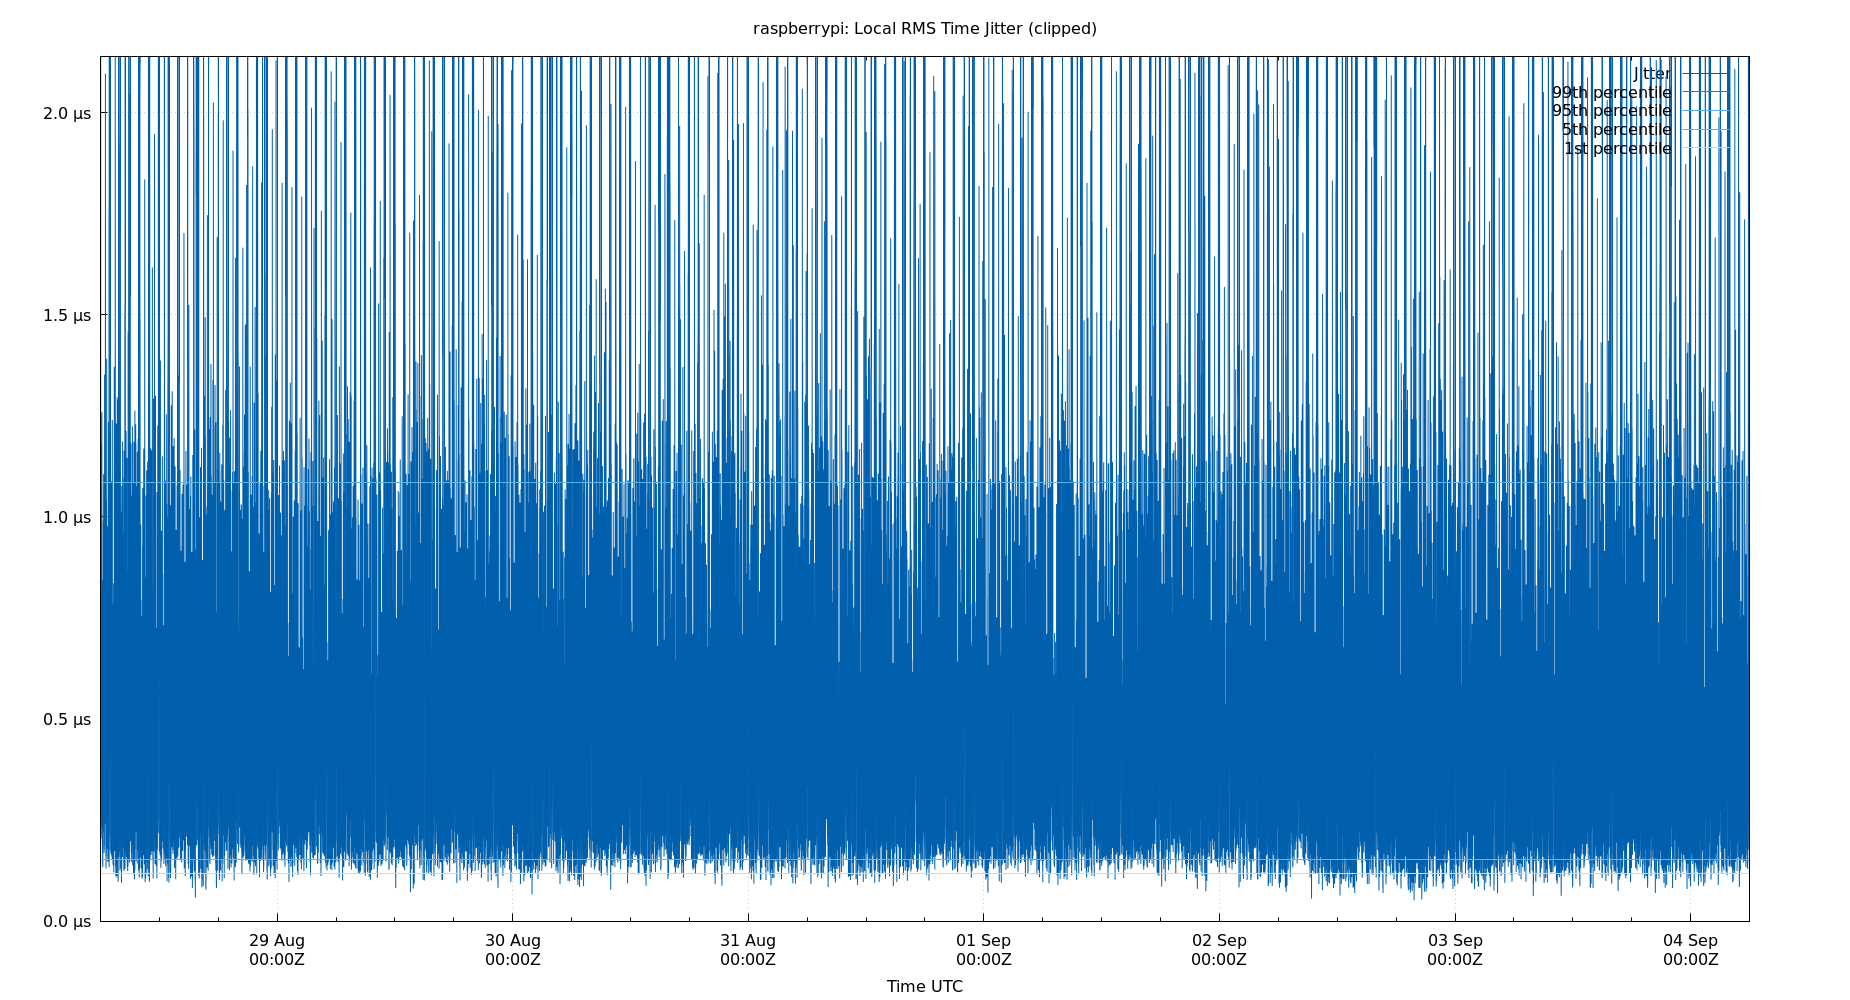 raspberrypi: Local RMS Time Jitter (clipped)
Jitter
99th percentile
95th percentile
5th percentile
1st percentile
2.0 µs
1.5 µs
1.0 µs
0.5 µs
0.0 µs
29 Aug 30 Aug 31 Aug 01 Sep 02 Sep 03 Sep 04 Sep
00:00Z 00:00Z 00:00Z 00:00Z 00:00Z 00:00Z 00:00Z
Time UTC